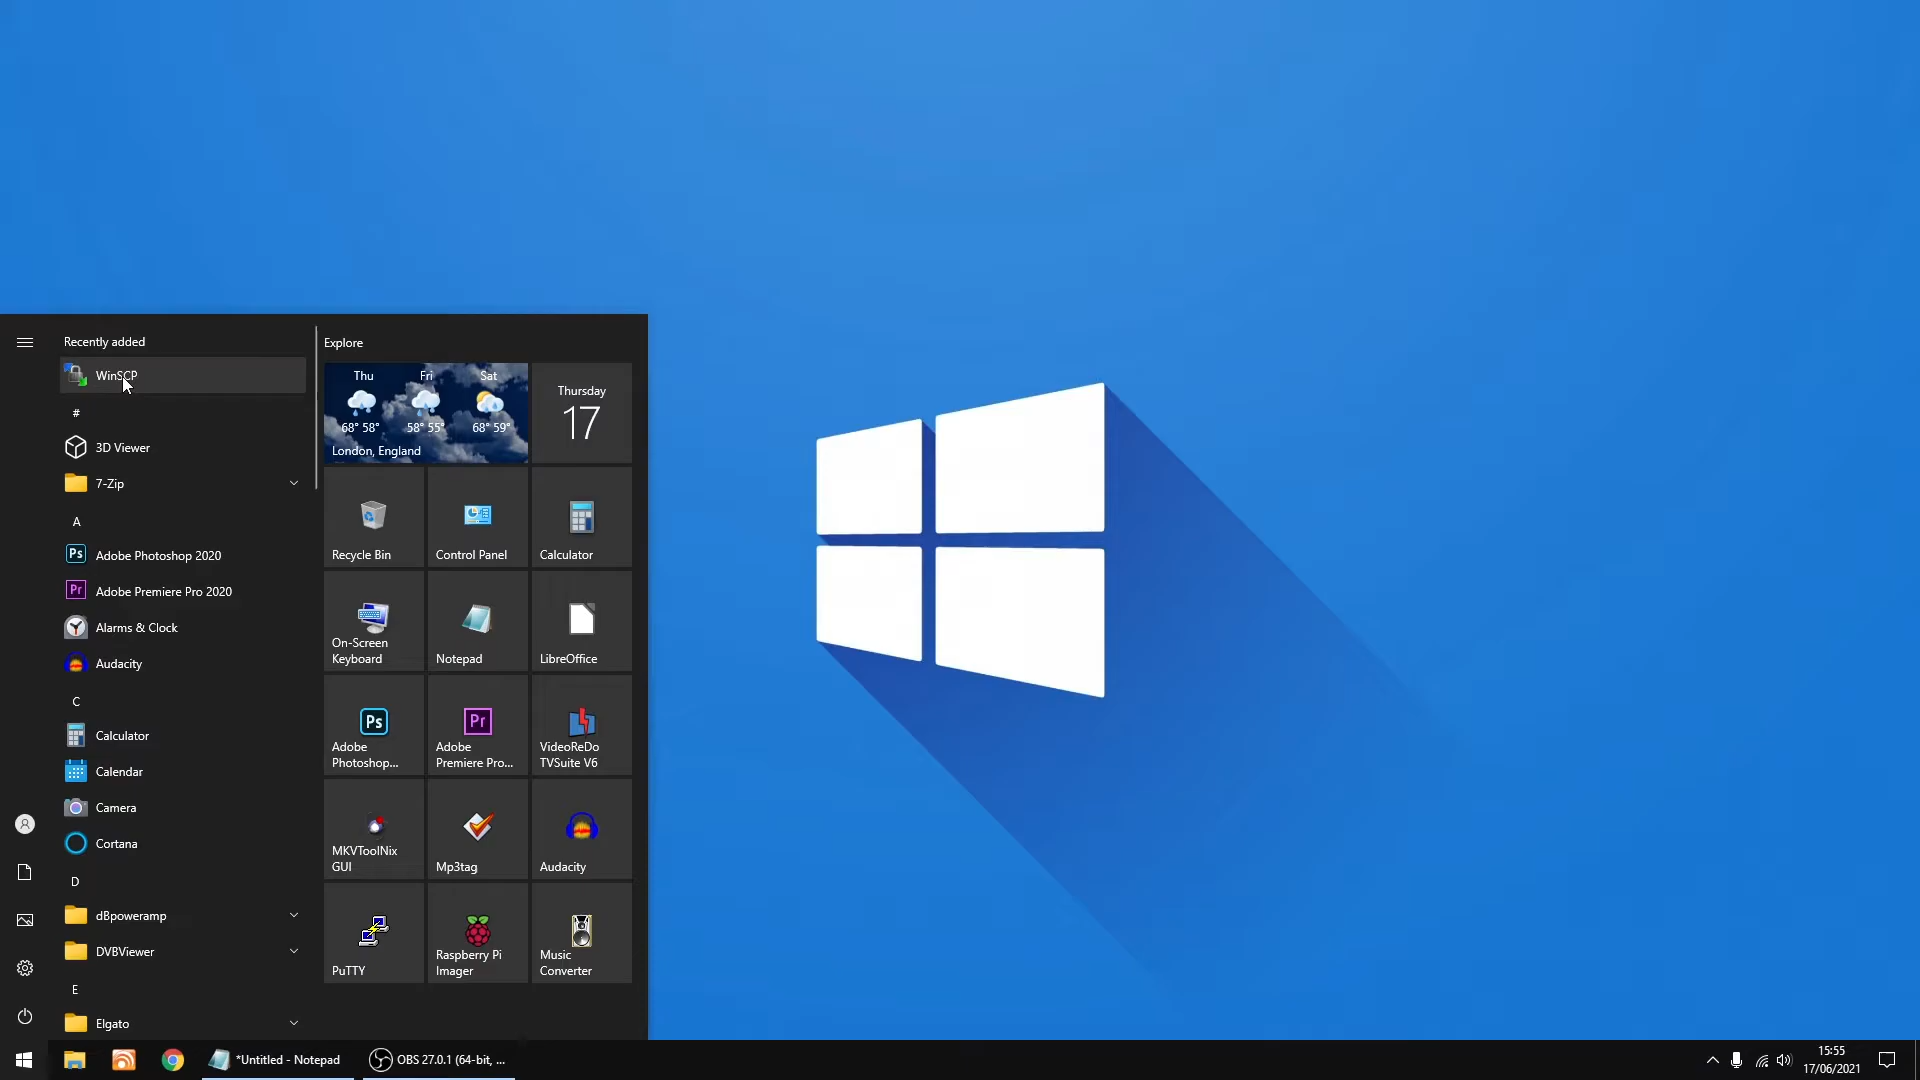 Recently added
WinSCP
#
3D Viewer
7-Zip
A
Ps Adobe Photoshop 2020
Pr Adobe Premiere Pro 2020
Alarms & Clock
Audacity
C
Calculator
Calendar
Camera
Cortana
D
dBpoweramp
DVBViewer
E
Elgato
Explore
Thu Fri Sat
68° 58° 58° 55° 68° 59°
London, England
Thursday
17
Recycle Bin
Control Panel
Calculator
On-Screen
Keyboard
Notepad
LibreOffice
Ps
Adobe
Photoshop...
Pr
Adobe
Premiere Pro...
VideoReDo
TVSuite V6
MKVToolNix
GUI
Mp3tag
Audacity
PuTTY
Raspberry Pi
Imager
Music
Converter
*Untitled - Notepad
OBS 27.0.1 (64-bit, ...
15:55
17/06/2021